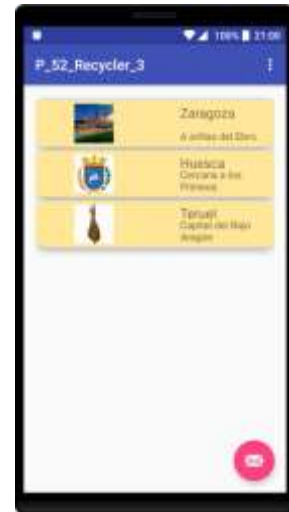 100% 21:00
P_52_Recycler_3
Zaragoza
A orillas del Ebro
Huesca
Cercana a los
Pirineos
Teruel
Capital del Bajo
Aragón